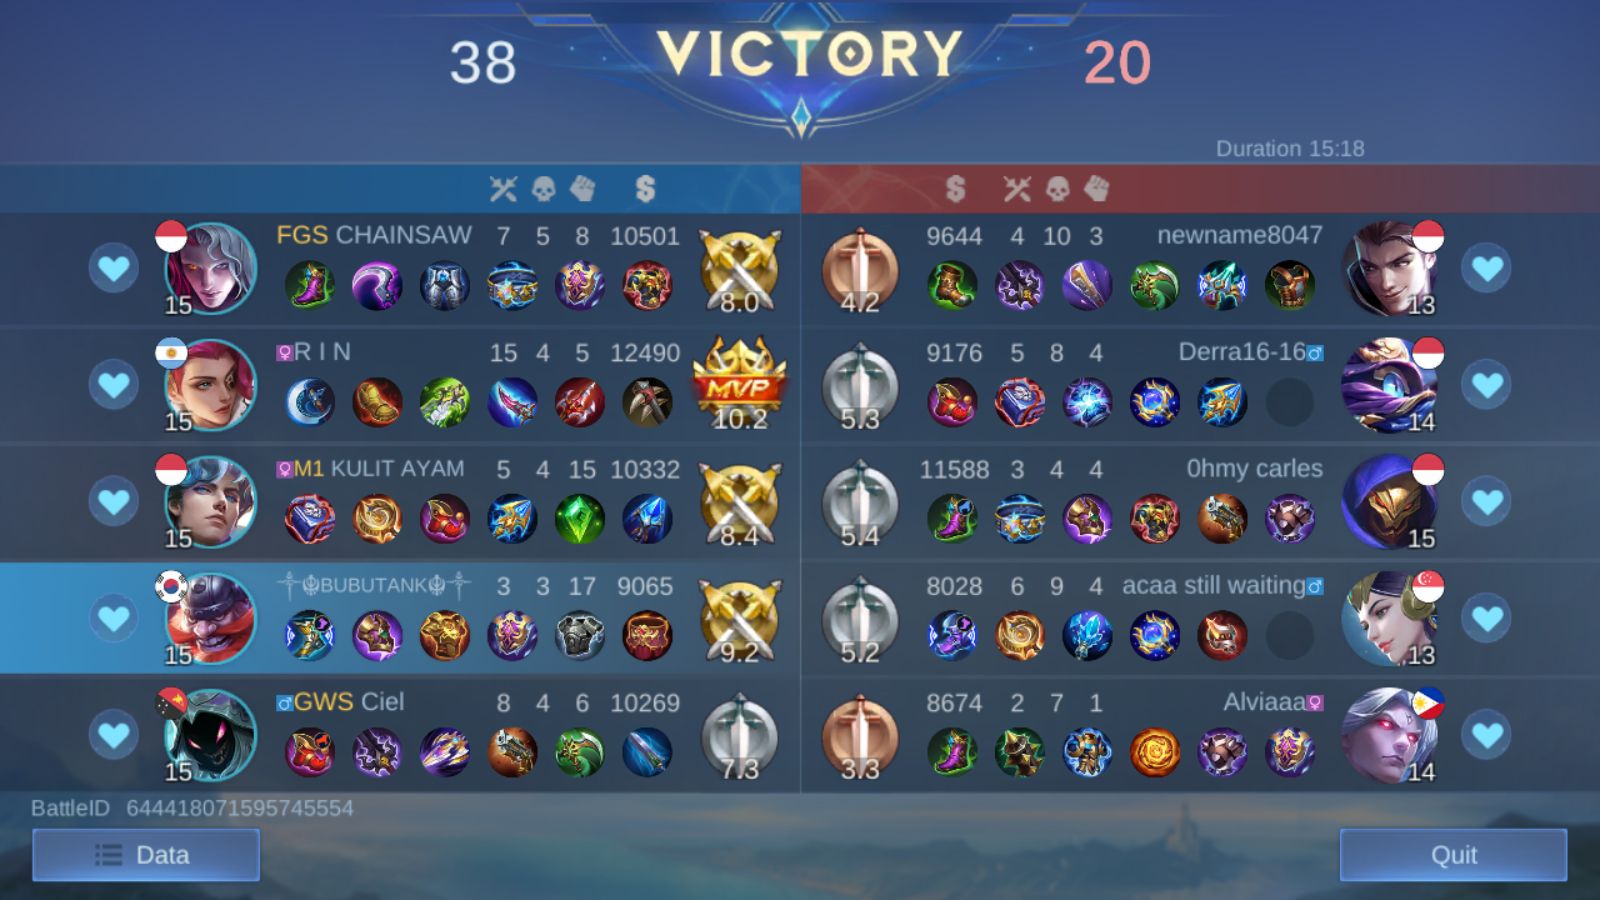 38 VICTORY 20
Duration 15:18
FGS CHAINSAW 7 5 8 10501
15 8.0
9644 4 10 3 newname8047
4.2 13
R I N 15 4 5 12490
15 MVP 10.2
9176 5 8 4 Derra16-16
5.3 14
M1 KULIT AYAM 5 4 15 10332
15 8.4
11588 3 4 4 0hmy carles
5.4 15
BUBUTANK 3 3 17 9065
15 9.2
8028 6 9 4 acaa still waiting
5.2 13
GWS Ciel 8 4 6 10269
15 7.3
8674 2 7 1 Alviaaa
3.3 14
BattleID 644418071595745554
Data
Quit